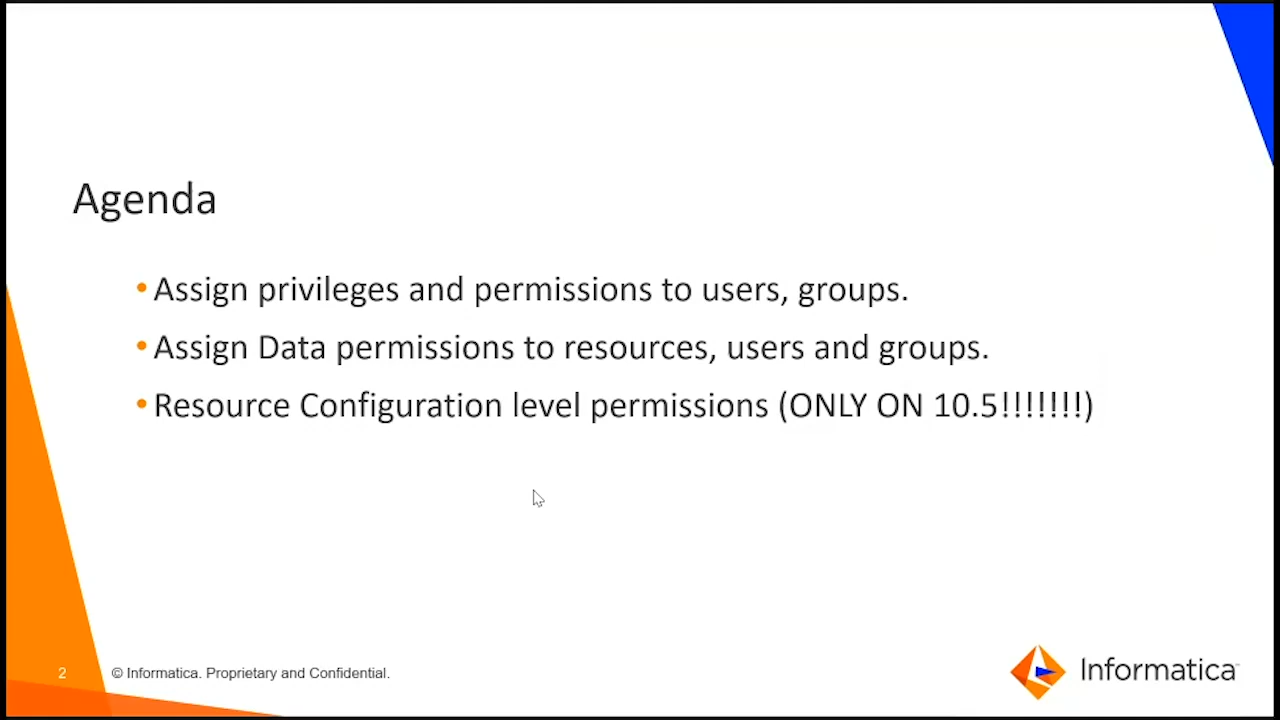 Agenda
•Assign privileges and permissions to users, groups.
•Assign Data permissions to resources, users and groups.
•Resource Configuration level permissions (ONLY ON 10.5!!!!!!!)
2
© Informatica. Proprietary and Confidential.
Informatica